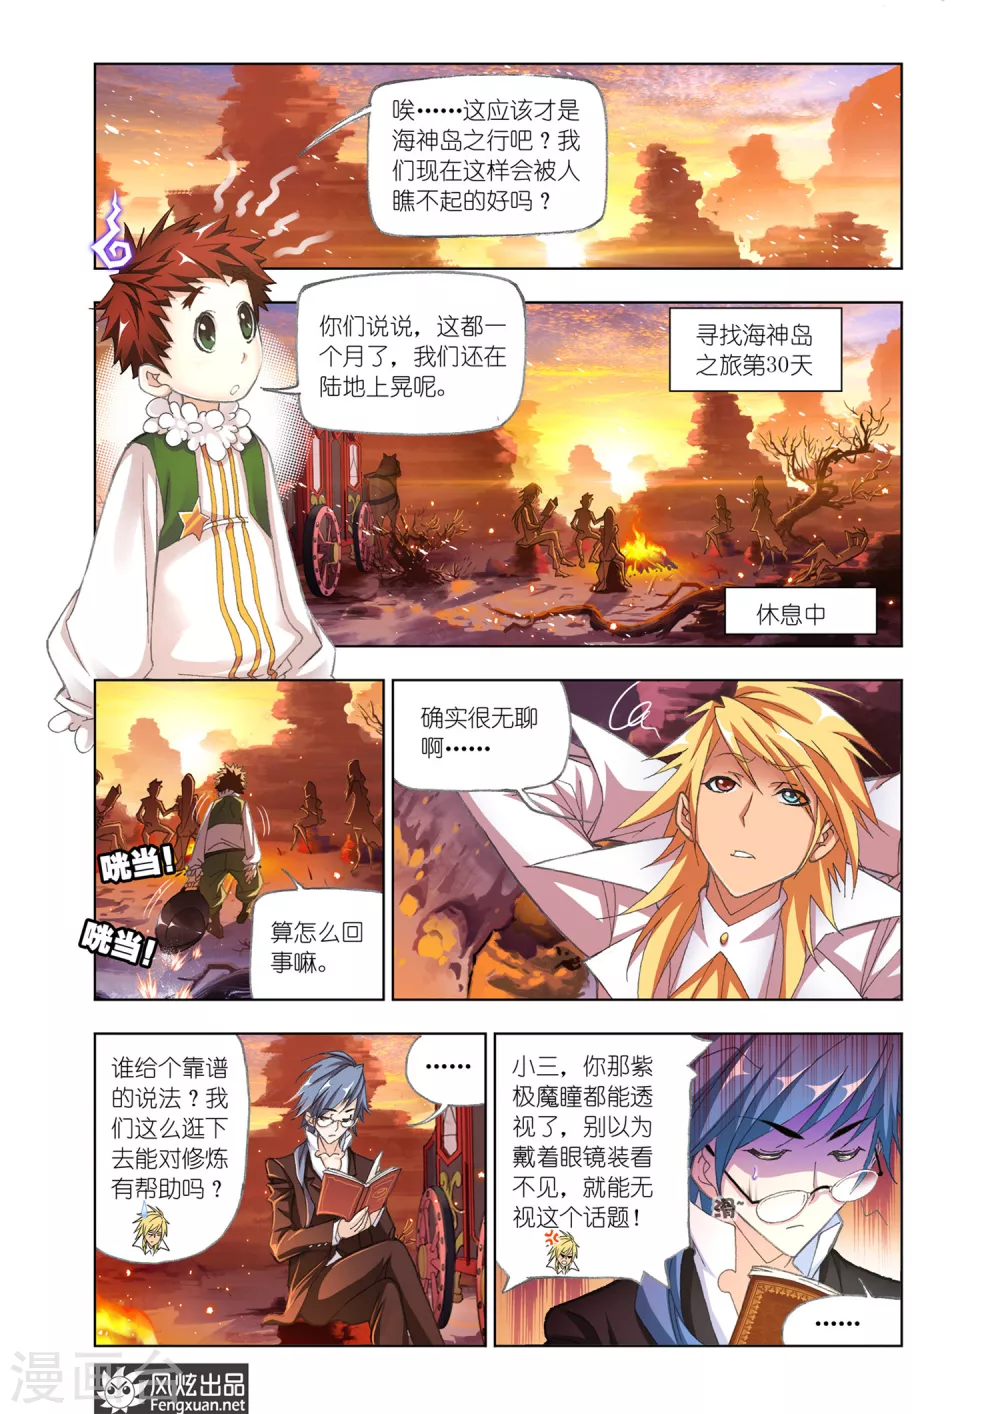 唉……这应该才是
海神岛之行吧？我
们现在这样会被人
瞧不起的好吗？
你们说说，这都一
个月了，我们还在
陆地上晃呢。
寻找海神岛
之旅第30天
休息中
咣当！
咣当！
算怎么回
事嘛。
确实很无聊
啊……
谁给个靠谱
的说法？我
们这么逛下
去能对修炼
有帮助吗？
……
小三，你那紫
极魔瞳都能透
视了，别以为
戴着眼镜装看
不见，就能无
视这个话题！
滑~
……
漫画台
风炫出品
Fengxuan.net